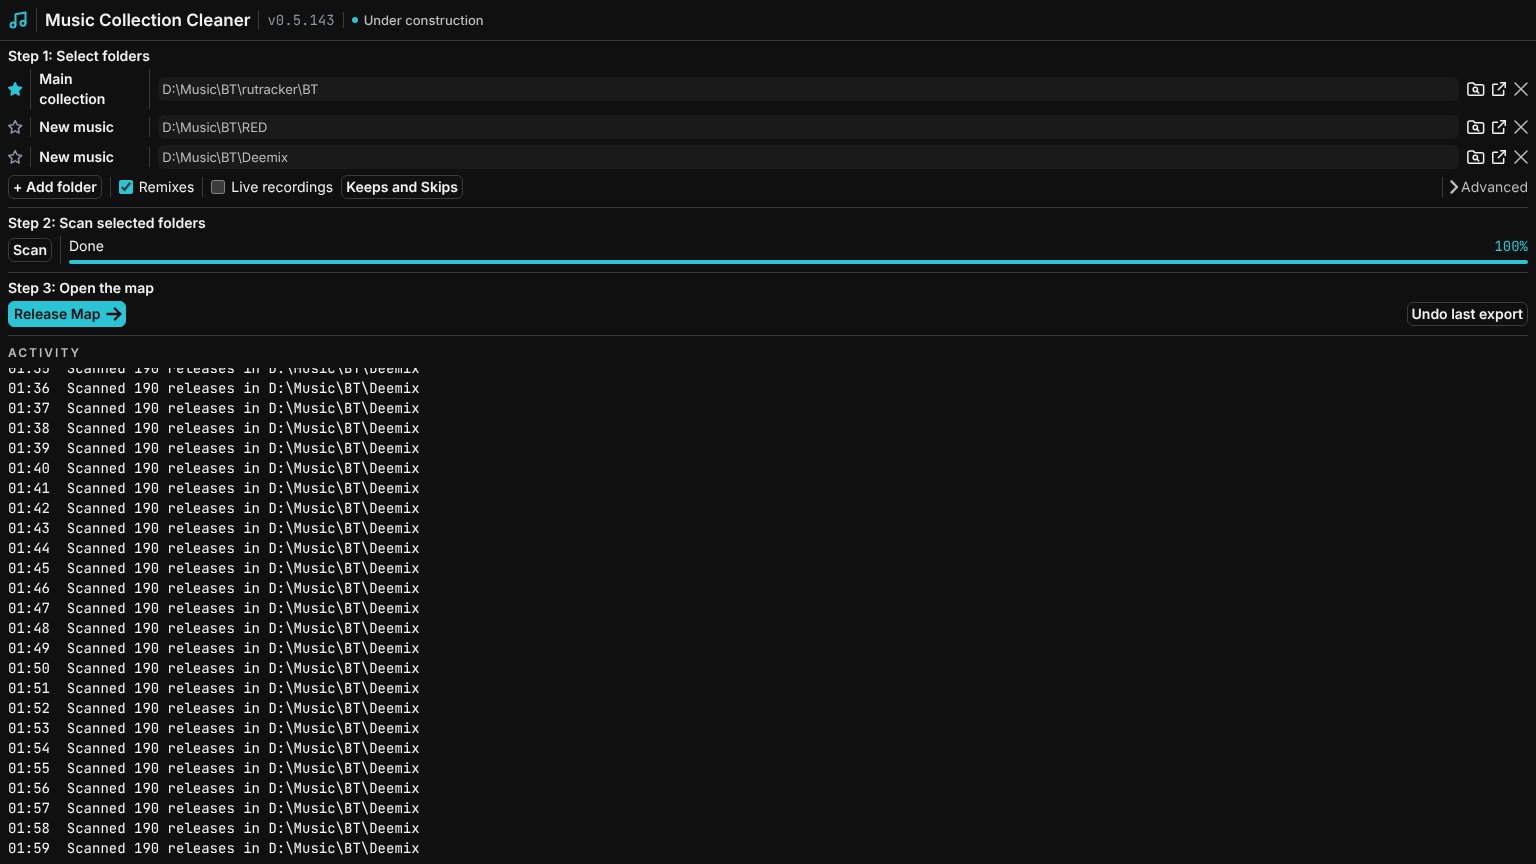 Music Collection Cleaner v0.5.143 Under construction
Step 1: Select folders
Main collection D:\Music\BT\rutracker\BT
New music D:\Music\BT\RED
New music D:\Music\BT\Deemix
+ Add folder Remixes Live recordings Keeps and Skips Advanced
Step 2: Scan selected folders
Scan Done 100%
Step 3: Open the map
Release Map Undo last export
ACTIVITY
01:35 Scanned 190 releases in D:\Music\BT\Deemix
01:36 Scanned 190 releases in D:\Music\BT\Deemix
01:37 Scanned 190 releases in D:\Music\BT\Deemix
01:38 Scanned 190 releases in D:\Music\BT\Deemix
01:39 Scanned 190 releases in D:\Music\BT\Deemix
01:40 Scanned 190 releases in D:\Music\BT\Deemix
01:41 Scanned 190 releases in D:\Music\BT\Deemix
01:42 Scanned 190 releases in D:\Music\BT\Deemix
01:43 Scanned 190 releases in D:\Music\BT\Deemix
01:44 Scanned 190 releases in D:\Music\BT\Deemix
01:45 Scanned 190 releases in D:\Music\BT\Deemix
01:46 Scanned 190 releases in D:\Music\BT\Deemix
01:47 Scanned 190 releases in D:\Music\BT\Deemix
01:48 Scanned 190 releases in D:\Music\BT\Deemix
01:49 Scanned 190 releases in D:\Music\BT\Deemix
01:50 Scanned 190 releases in D:\Music\BT\Deemix
01:51 Scanned 190 releases in D:\Music\BT\Deemix
01:52 Scanned 190 releases in D:\Music\BT\Deemix
01:53 Scanned 190 releases in D:\Music\BT\Deemix
01:54 Scanned 190 releases in D:\Music\BT\Deemix
01:55 Scanned 190 releases in D:\Music\BT\Deemix
01:56 Scanned 190 releases in D:\Music\BT\Deemix
01:57 Scanned 190 releases in D:\Music\BT\Deemix
01:58 Scanned 190 releases in D:\Music\BT\Deemix
01:59 Scanned 190 releases in D:\Music\BT\Deemix